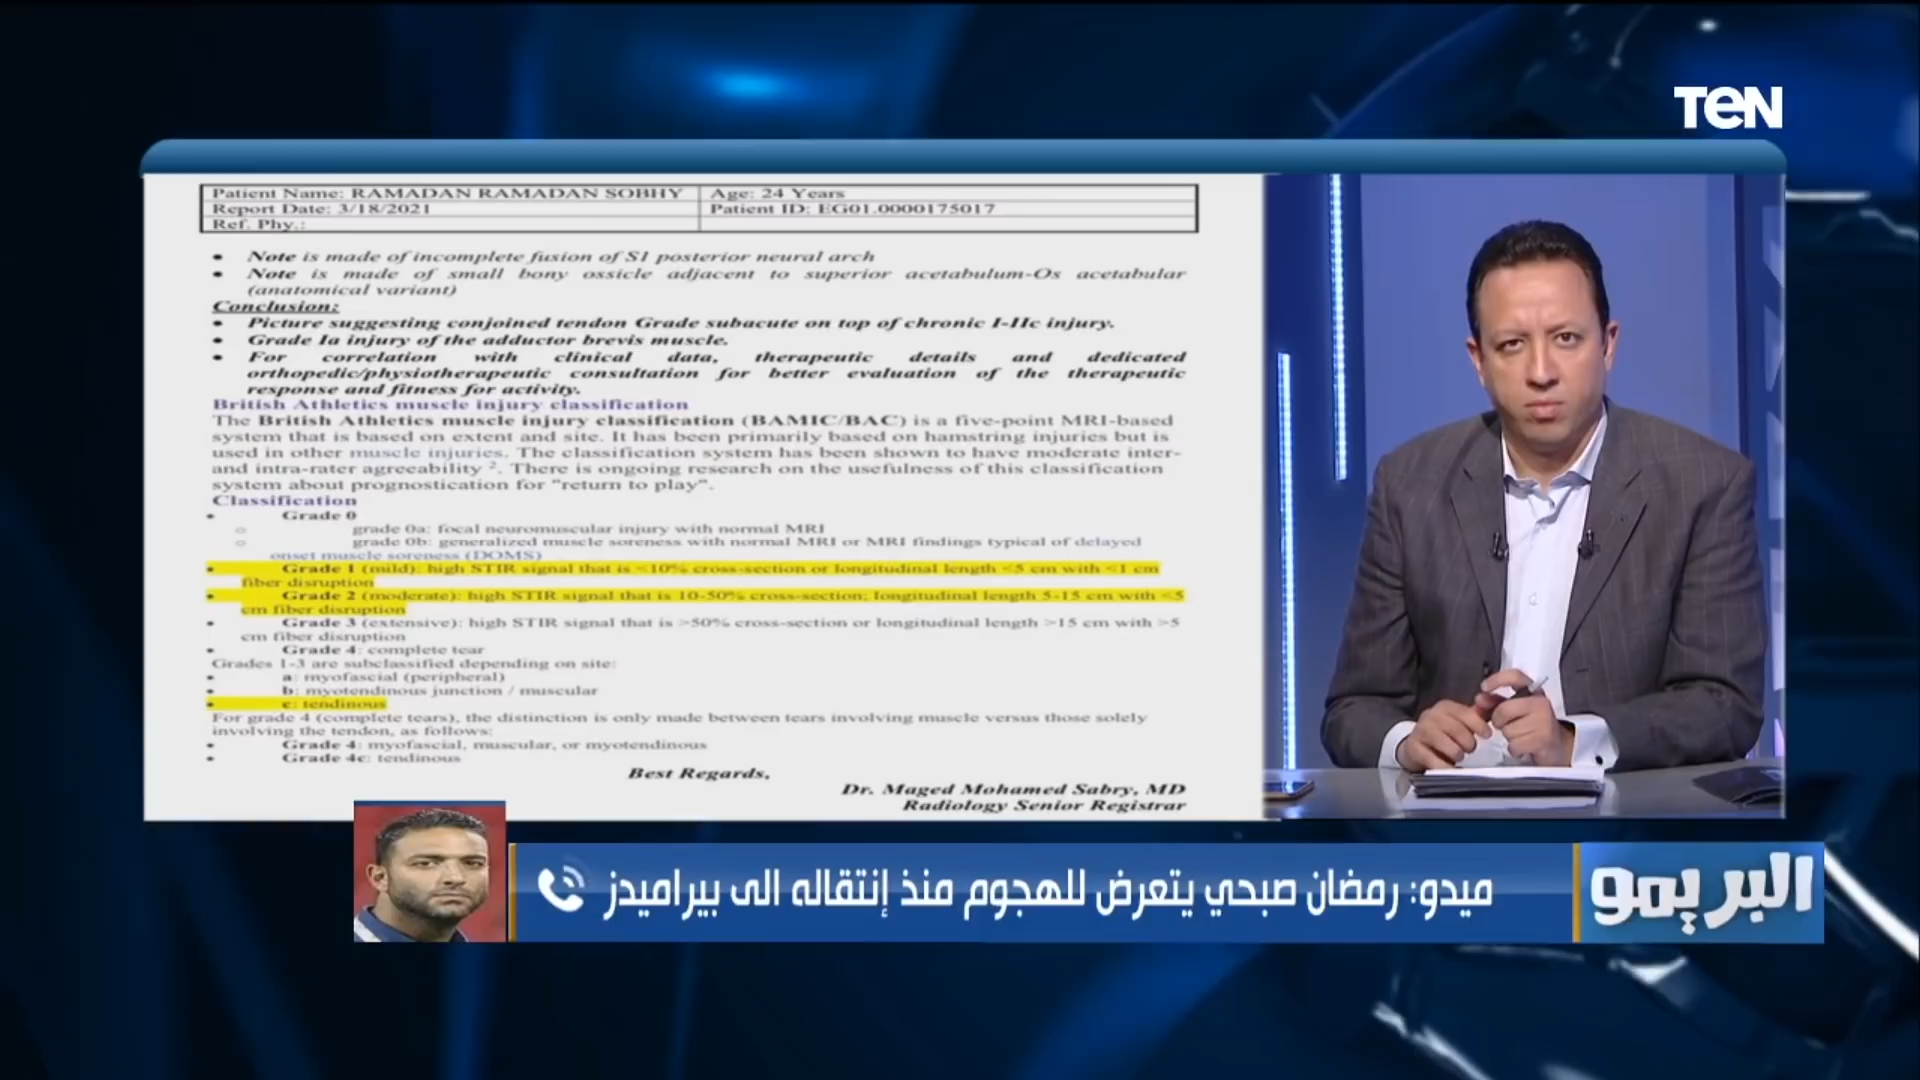 TeN
Patient Name: RAMADAN RAMADAN SOBHY
Age: 24 Years
Report Date: 3/18/2021
Patient ID: EG01.0000175017
Ref. Phy.:
• Note is made of incomplete fusion of S1 posterior neural arch
• Note is made of small bony ossicle adjacent to superior acetabulum-Os acetabular
(anatomical variant)
Conclusion:
• Picture suggesting conjoined tendon Grade subacute on top of chronic I-IIc injury.
• Grade Ia injury of the adductor brevis muscle.
• For correlation with clinical data, therapeutic details and dedicated
orthopedic/physiotherapeutic consultation for better evaluation of the therapeutic
response and fitness for activity.
British Athletics muscle injury classification
The British Athletics muscle injury classification (BAMIC/BAC) is a five-point MRI-based
system that is based on extent and site. It has been primarily based on hamstring injuries but is
used in other muscle injuries. The classification system has been shown to have moderate inter-
and intra-rater agreeability 2. There is ongoing research on the usefulness of this classification
system about prognostication for "return to play".
Classification
• Grade 0
○ grade 0a: focal neuromuscular injury with normal MRI
○ grade 0b: generalized muscle soreness with normal MRI or MRI findings typical of delayed
onset muscle soreness (DOMS)
• Grade 1 (mild): high STIR signal that is <10% cross-section or longitudinal length <5 cm with <1 cm
fiber disruption
• Grade 2 (moderate): high STIR signal that is 10-50% cross-section; longitudinal length 5-15 cm with <5
cm fiber disruption
• Grade 3 (extensive): high STIR signal that is >50% cross-section or longitudinal length >15 cm with >5
cm fiber disruption
• Grade 4: complete tear
Grades 1-3 are subclassified depending on site:
• a: myofascial (peripheral)
• b: myotendinous junction / muscular
• c: tendinous
For grade 4 (complete tears), the distinction is only made between tears involving muscle versus those solely
involving the tendon, as follows:
• Grade 4: myofascial, muscular, or myotendinous
• Grade 4c: tendinous
Best Regards,
Dr. Maged Mohamed Sabry, MD
Radiology Senior Registrar
البريمو
ميدو: رمضان صبحي يتعرض للهجوم منذ إنتقاله الى بيراميدز